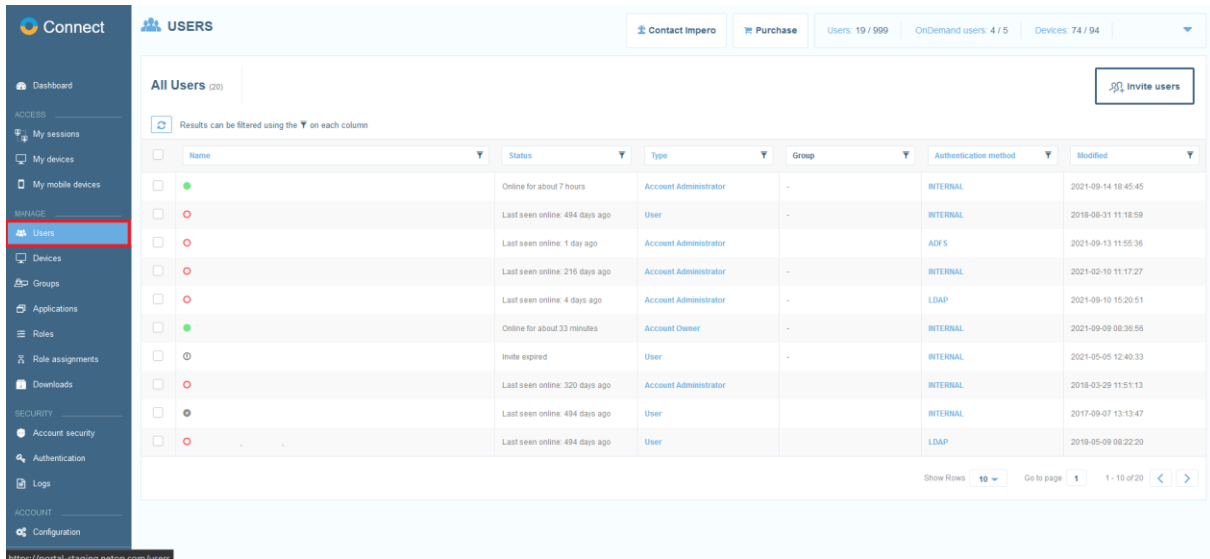 Connect
USERS
Contact Impero
Purchase
Users: 19 / 999
OnDemand users: 4 / 5
Devices: 74 / 94
Dashboard
ACCESS
My sessions
My devices
My mobile devices
MANAGE
Users
Devices
Groups
Applications
Roles
Role assignments
Downloads
SECURITY
Account security
Authentication
Logs
ACCOUNT
Configuration
https://portal-staging.netop.com/users
All Users (20)
Invite users
Results can be filtered using the on each column
Name Status Type Group Authentication method Modified
Online for about 7 hours Account Administrator - INTERNAL 2021-09-14 18:45:45
Last seen online: 494 days ago User - INTERNAL 2018-08-31 11:18:59
Last seen online: 1 day ago Account Administrator ADFS 2021-09-13 11:55:36
Last seen online: 216 days ago Account Administrator - INTERNAL 2021-02-10 11:17:27
Last seen online: 4 days ago Account Administrator - LDAP 2021-09-10 15:20:51
Online for about 33 minutes Account Owner - INTERNAL 2021-09-09 08:36:56
Invite expired User - INTERNAL 2021-05-05 12:40:33
Last seen online: 320 days ago Account Administrator INTERNAL 2018-03-29 11:51:13
Last seen online: 494 days ago User INTERNAL 2017-09-07 13:13:47
Last seen online: 494 days ago User LDAP 2018-05-09 08:22:20
Show Rows 10 Go to page 1 1 - 10 of 20